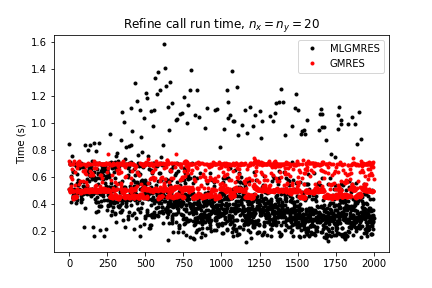 Refine call run time, $n_x = n_y = 20$
MLGMRES
GMRES
Time (s)
1.6
1.4
1.2
1.0
0.8
0.6
0.4
0.2
0 250 500 750 1000 1250 1500 1750 2000